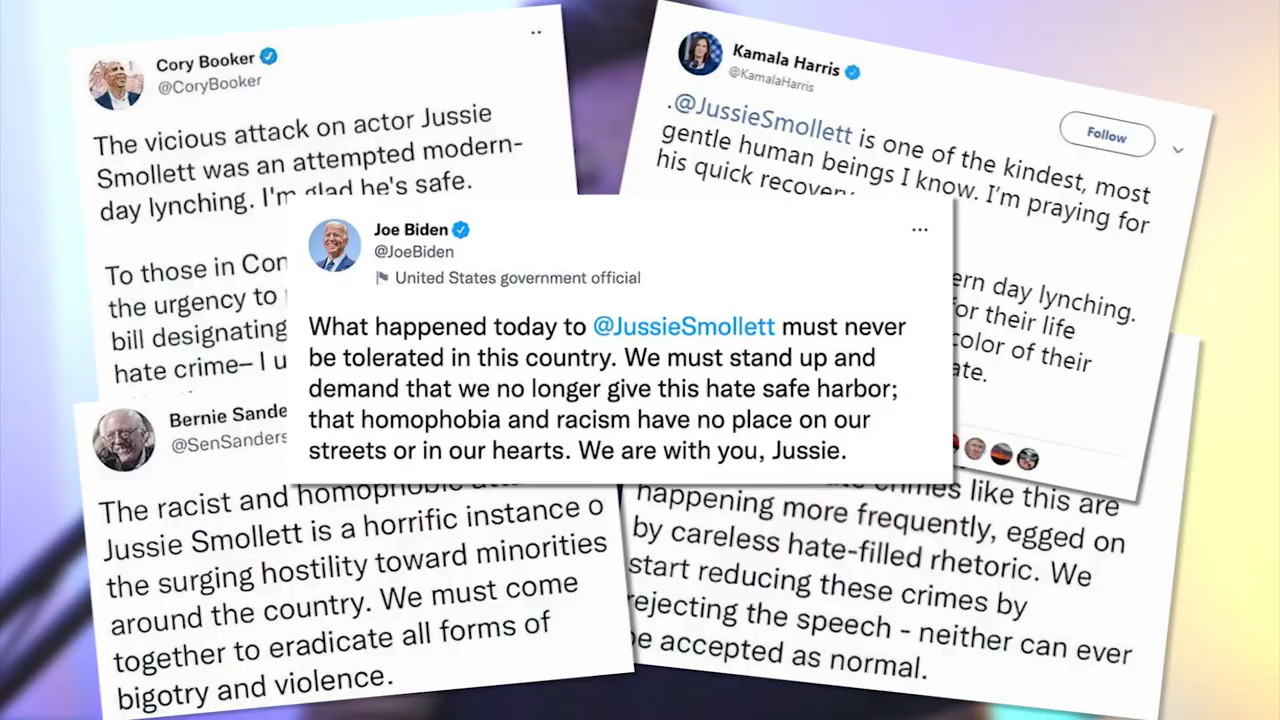 Cory Booker
@CoryBooker
The vicious attack on actor Jussie
Smollett was an attempted modern-
day lynching. I'm glad he's safe.
To those in Con
the urgency to
bill designating
hate crime– I u
Kamala Harris
@KamalaHarris
Follow
.@JussieSmollett is one of the kindest, most
gentle human beings I know. I'm praying for
his quick recovery
ern day lynching.
or their life
color of their
ate.
Joe Biden
@JoeBiden
United States government official
What happened today to @JussieSmollett must never
be tolerated in this country. We must stand up and
demand that we no longer give this hate safe harbor;
that homophobia and racism have no place on our
streets or in our hearts. We are with you, Jussie.
Bernie Sande
@SenSanders
The racist and homophobic
Jussie Smollett is a horrific instance o
the surging hostility toward minorities
around the country. We must come
together to eradicate all forms of
bigotry and violence.
crimes like this are
happening more frequently, egged on
by careless hate-filled rhetoric. We
start reducing these crimes by
rejecting the speech - neither can ever
be accepted as normal.